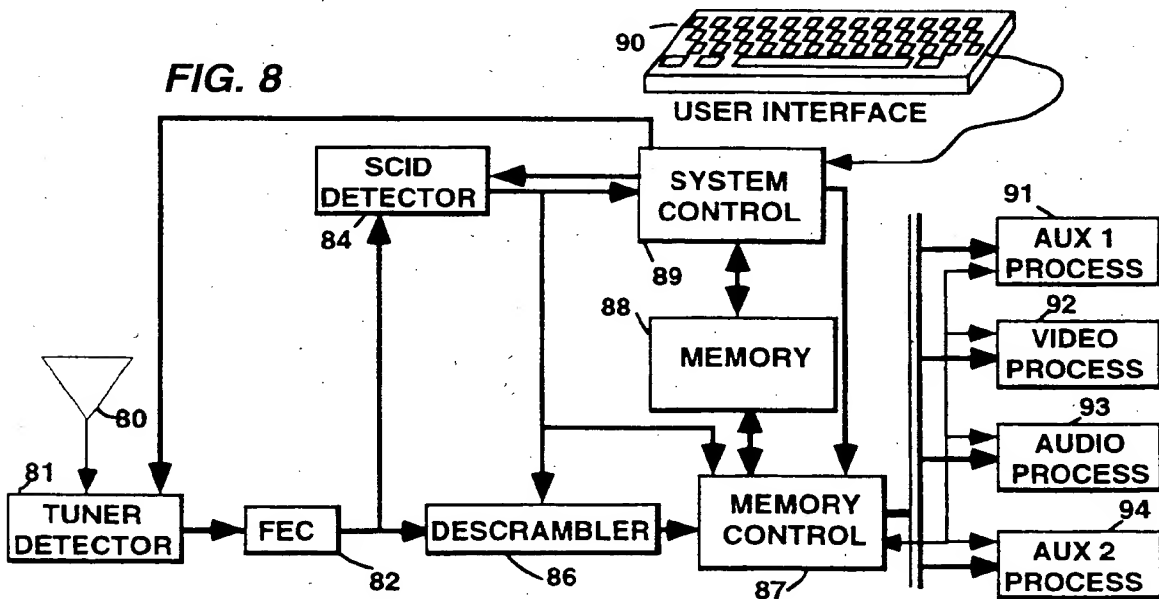 90
FIG. 8
USER INTERFACE
SCID
DETECTOR
84
SYSTEM
CONTROL
89
91
AUX 1
PROCESS
88
MEMORY
92
VIDEO
PROCESS
80
93
AUDIO
PROCESS
81
TUNER
DETECTOR
FEC
82
DESCRAMBLER
86
MEMORY
CONTROL
87
94
AUX 2
PROCESS